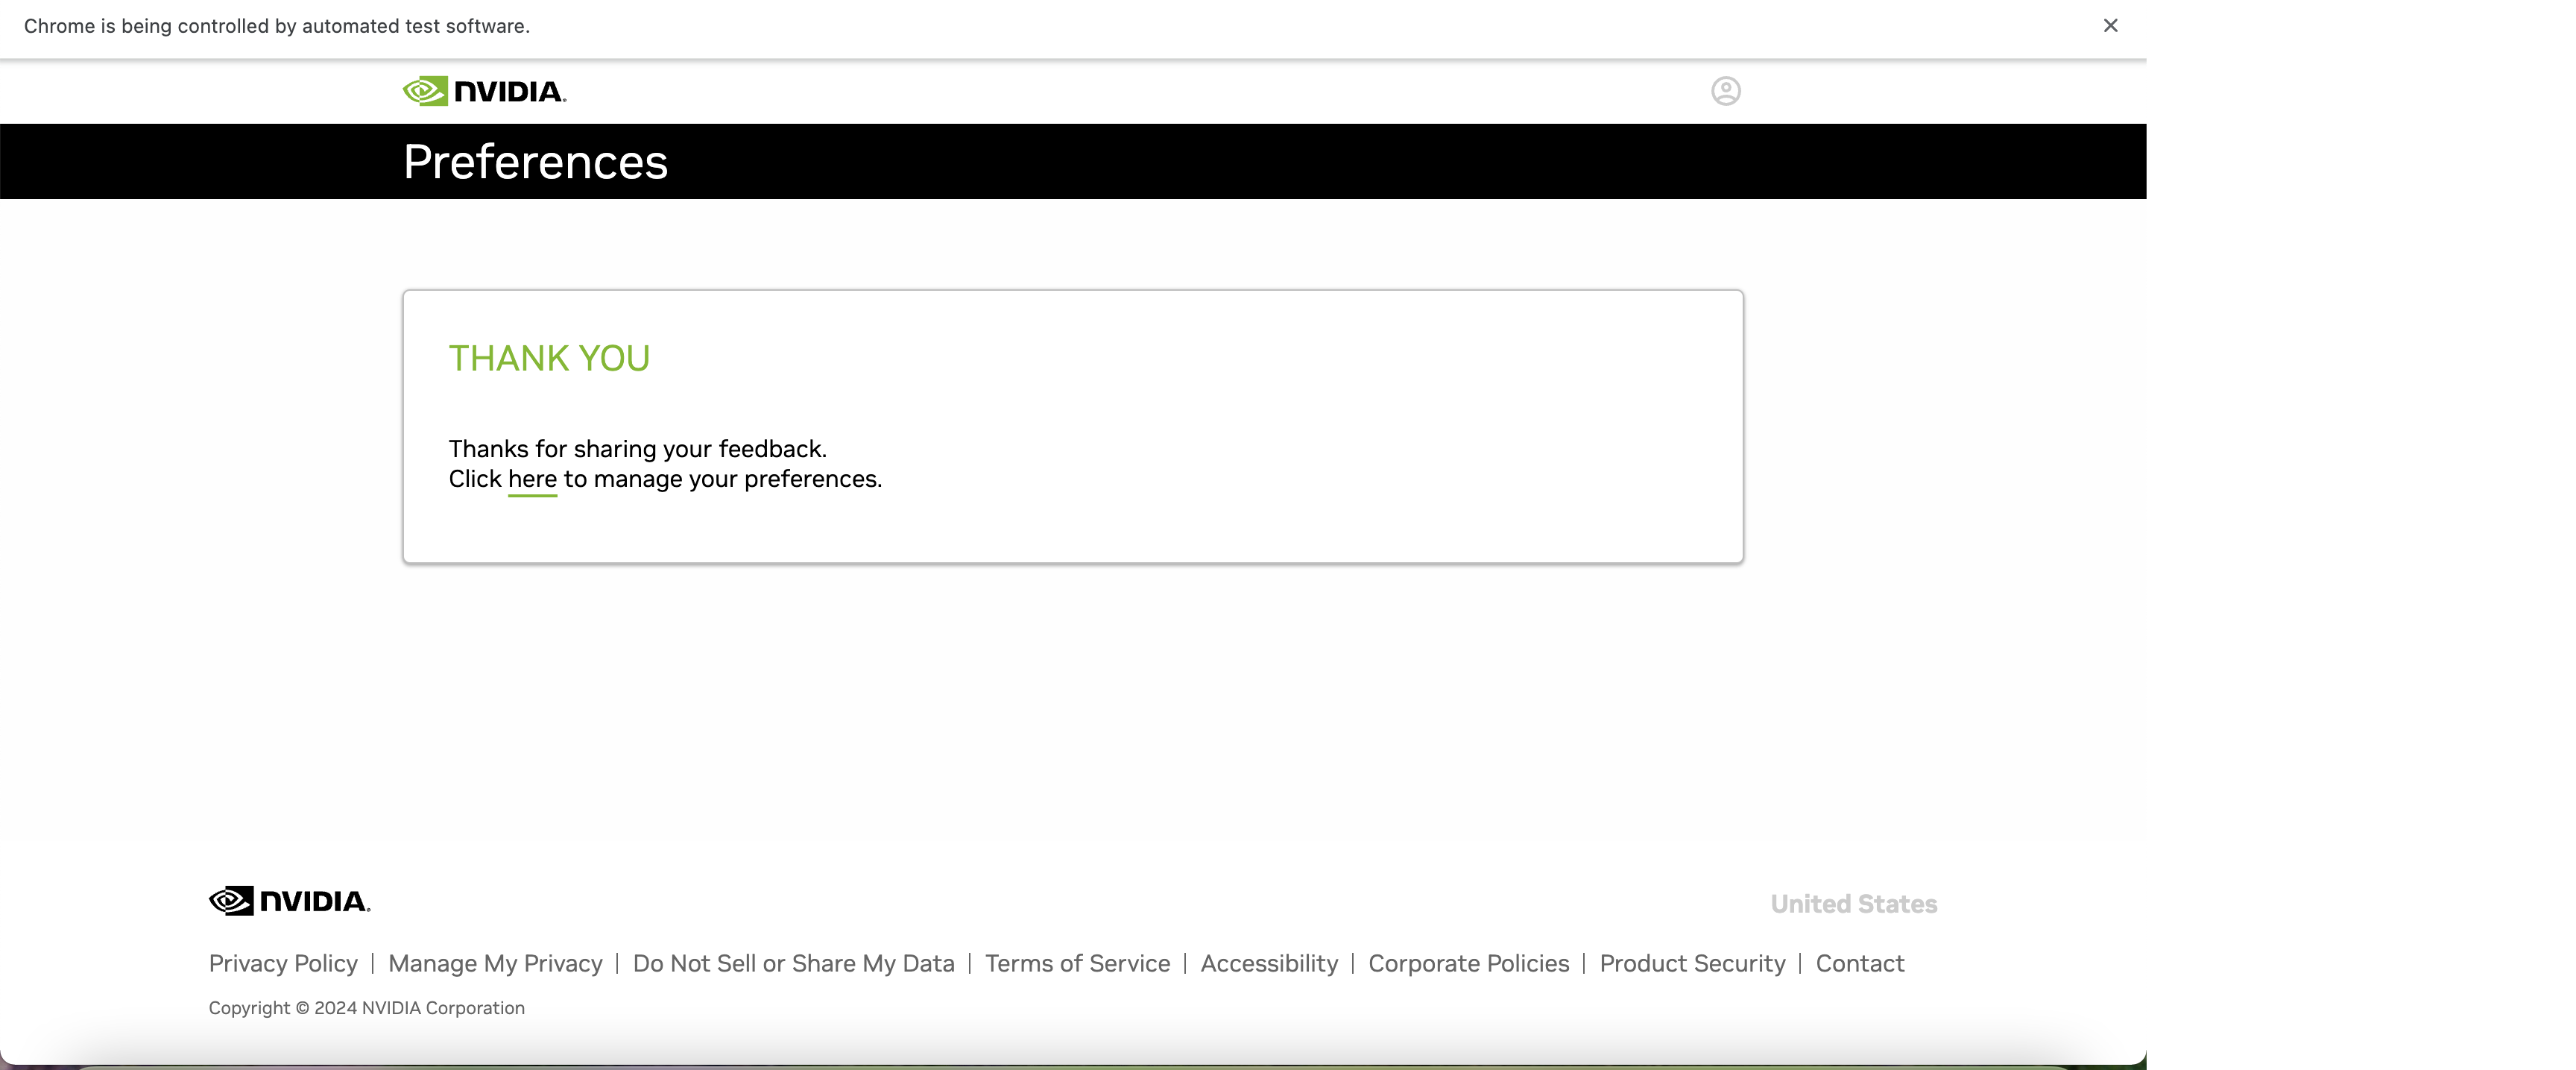 Chrome is being controlled by automated test software.
NVIDIA.
Preferences
THANK YOU
Thanks for sharing your feedback.
Click here to manage your preferences.
NVIDIA.
United States
Privacy Policy | Manage My Privacy | Do Not Sell or Share My Data | Terms of Service | Accessibility | Corporate Policies | Product Security | Contact
Copyright © 2024 NVIDIA Corporation